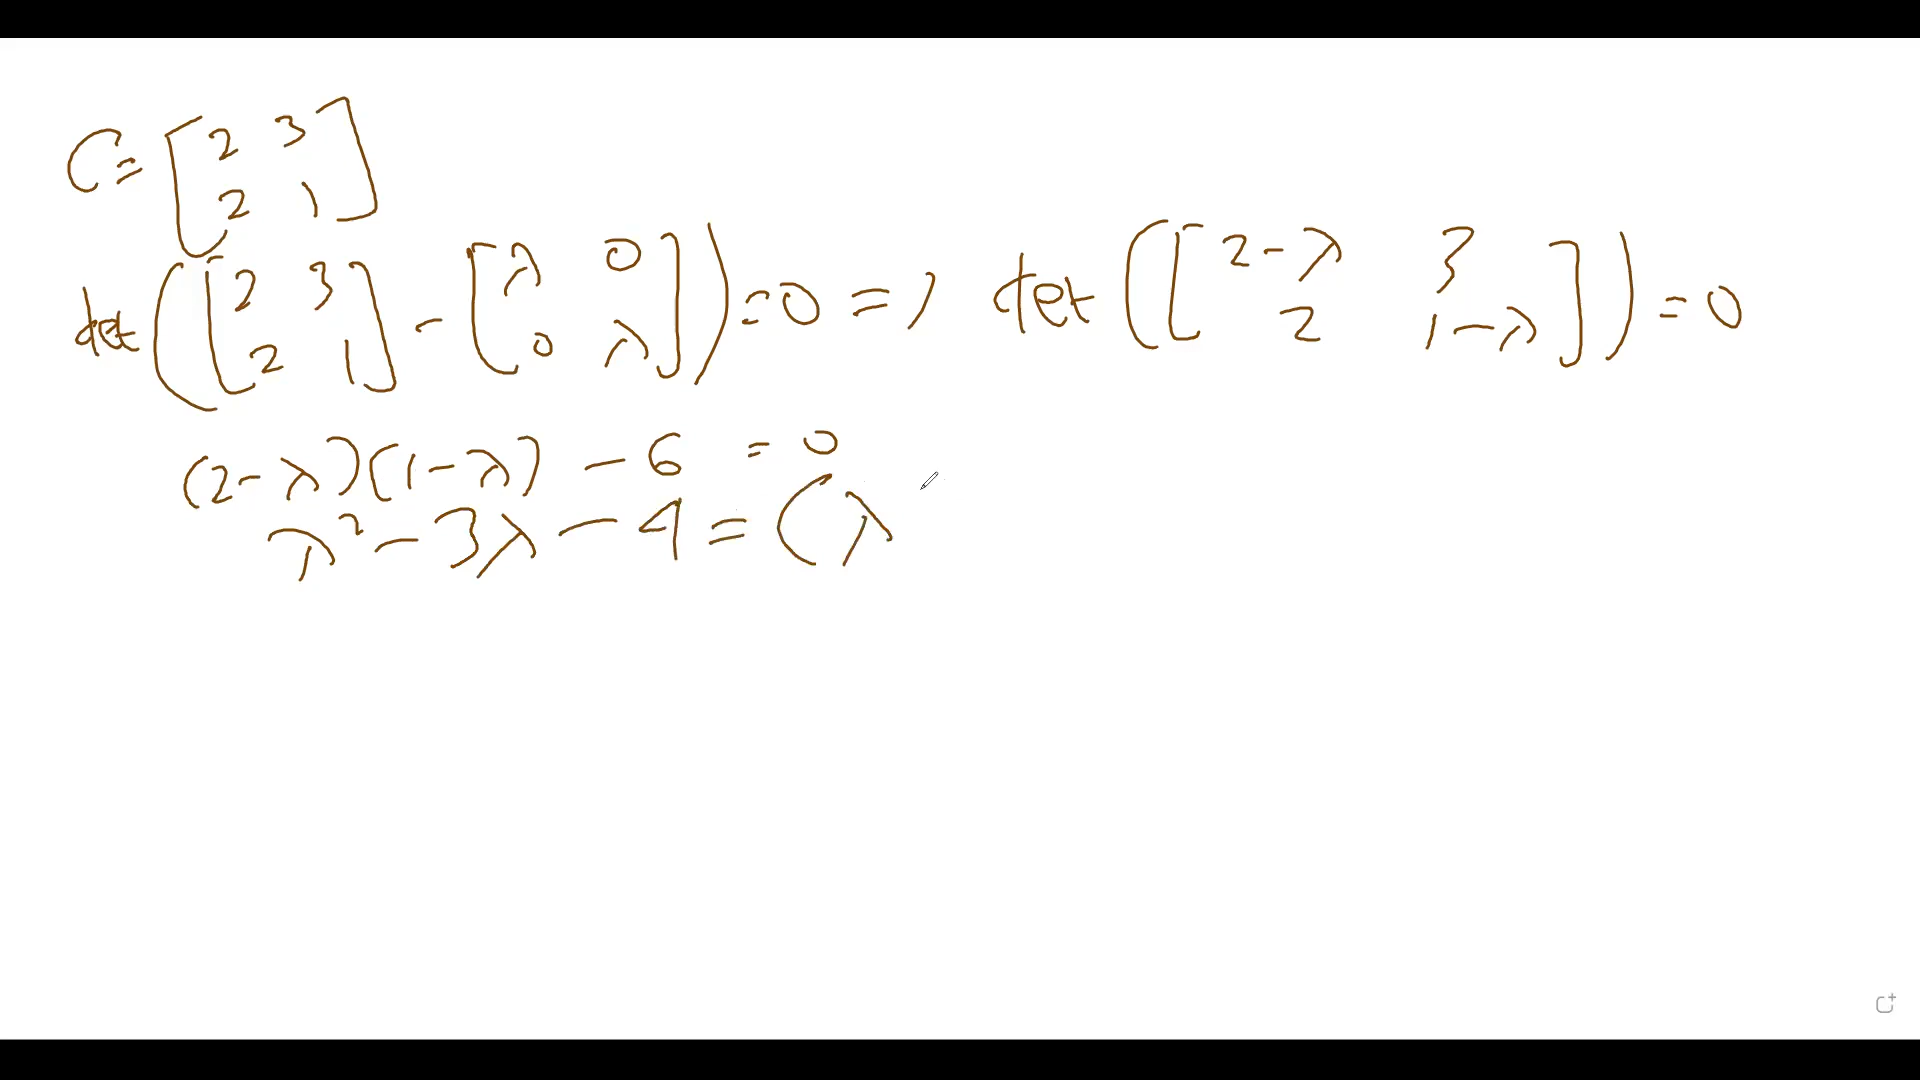 C = [2 3
2 1]
det([2 3 2 1] - [λ 0 0 λ]) = 0 => det([2-λ 3 2 1-λ]) = 0
(2-λ)(1-λ) - 6 = 0
λ² - 3λ - 4 = (λ